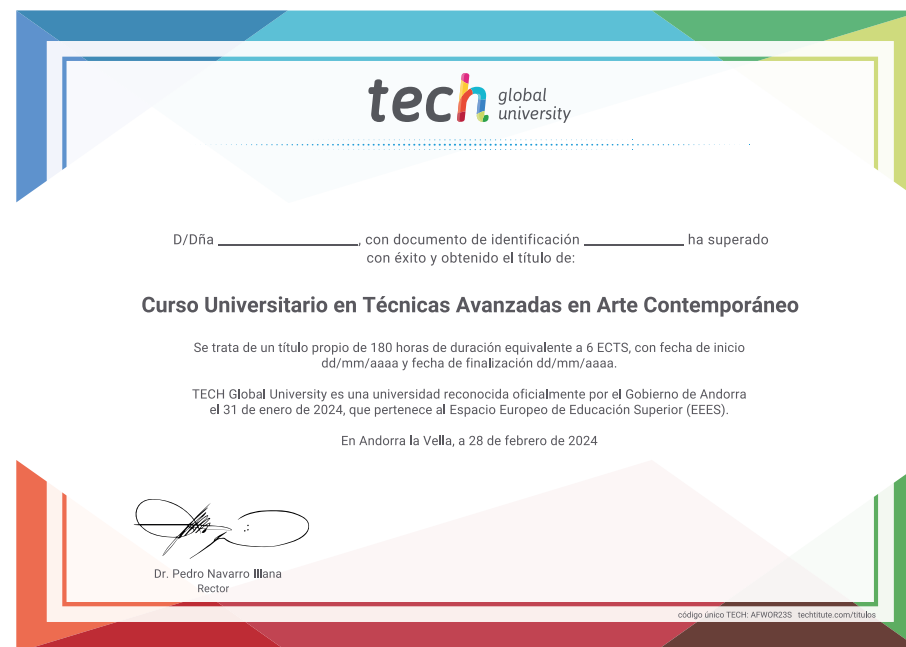 tech global university
D/Dña ______________, con documento de identificación __________ ha superado
con éxito y obtenido el título de:
Curso Universitario en Técnicas Avanzadas en Arte Contemporáneo
Se trata de un título propio de 180 horas de duración equivalente a 6 ECTS, con fecha de inicio
dd/mm/aaaa y fecha de finalización dd/mm/aaaa.
TECH Global University es una universidad reconocida oficialmente por el Gobierno de Andorra
el 31 de enero de 2024, que pertenece al Espacio Europeo de Educación Superior (EEES).
En Andorra la Vella, a 28 de febrero de 2024
Dr. Pedro Navarro Illana
Rector
código único TECH: AFWOR23S techtitute.com/titulos